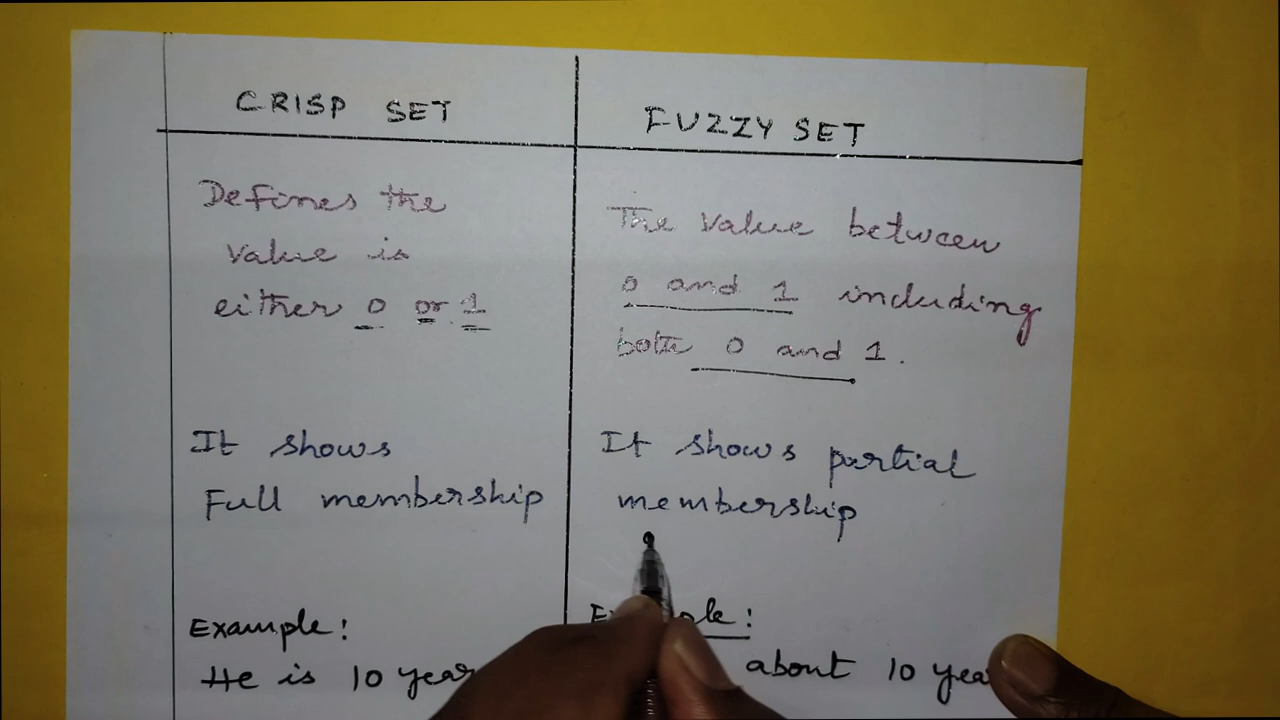 CRISP SET
Defines the
value is
either 0 or 1
It shows
Full membership
Example:
He is 10 year
FUZZY SET
The value between
0 and 1 including
both 0 and 1.
It shows partial
membership
about 10 yea